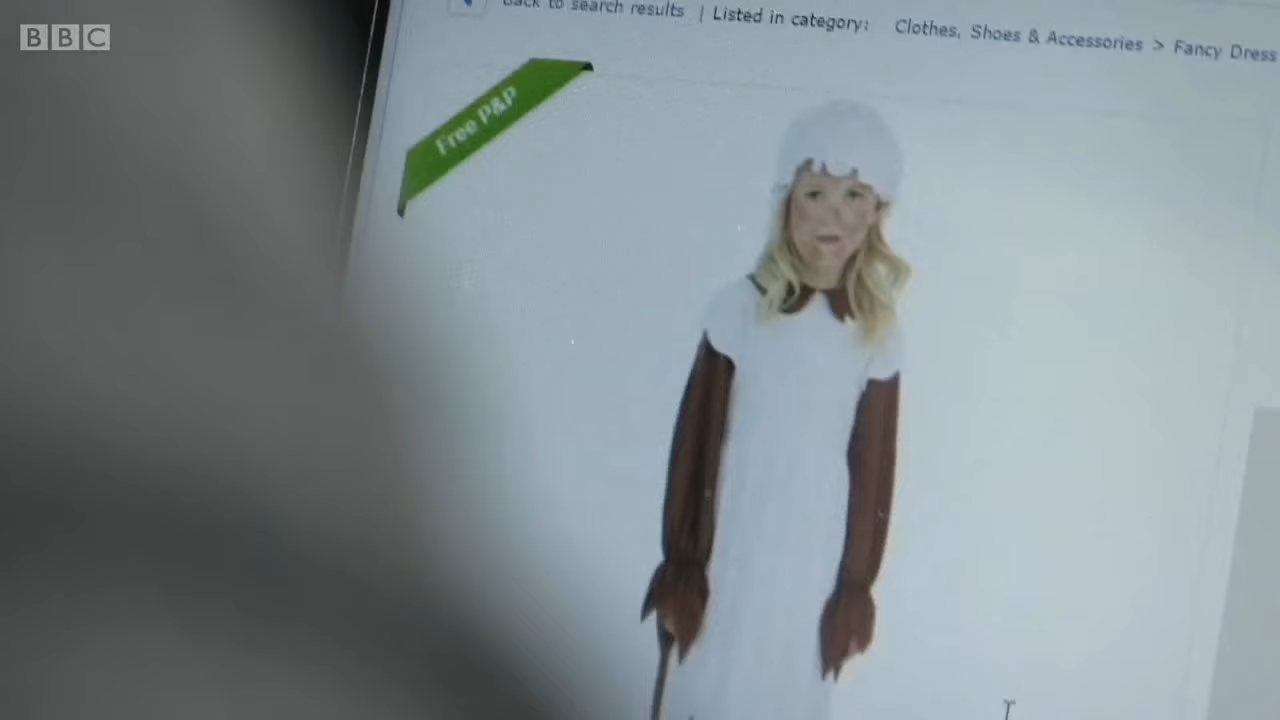 BBC
Back to search results | Listed in category: Clothes, Shoes & Accessories > Fancy Dress
Free P&P